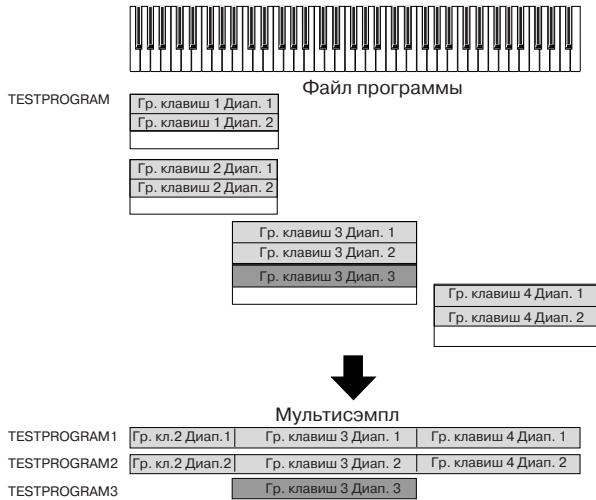 Файл программы
TESTPROGRAM
Гр. клавиш 1 Диап. 1
Гр. клавиш 1 Диап. 2
Гр. клавиш 2 Диап. 1
Гр. клавиш 2 Диап. 2
Гр. клавиш 3 Диап. 1
Гр. клавиш 3 Диап. 2
Гр. клавиш 3 Диап. 3
Гр. клавиш 4 Диап. 1
Гр. клавиш 4 Диап. 2
Мультисэмпл
TESTPROGRAM1 Гр. кл.2 Диап.1 Гр. клавиш 3 Диап. 1 Гр. клавиш 4 Диап. 1
TESTPROGRAM2 Гр. кл.2 Диап.2 Гр. клавиш 3 Диап. 2 Гр. клавиш 4 Диап. 2
TESTPROGRAM3 Гр. клавиш 3 Диап. 3